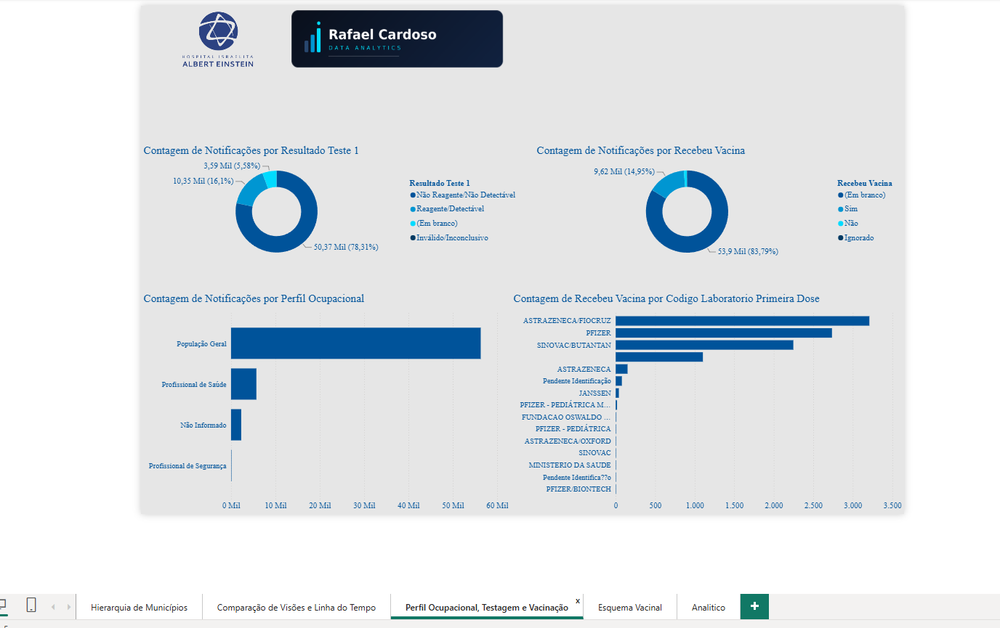 HOSPITAL ISRAELITA
ALBERT EINSTEIN
Rafael Cardoso
DATA ANALYTICS
Contagem de Notificações por Resultado Teste 1
3,59 Mil (5,58%)
10,35 Mil (16,1%)
50,37 Mil (78,31%)
Resultado Teste 1
Não Reagente/Não Detectável
Reagente/Detectável
(Em branco)
Inválido/Inconclusivo
Contagem de Notificações por Recebeu Vacina
9,62 Mil (14,95%)
53,9 Mil (83,79%)
Recebeu Vacina
(Em branco)
Sim
Não
Ignorado
Contagem de Notificações por Perfil Ocupacional
População Geral
Profissional de Saúde
Não Informado
Profissional de Segurança
0 Mil 10 Mil 20 Mil 30 Mil 40 Mil 50 Mil 60 Mil
Contagem de Recebeu Vacina por Codigo Laboratorio Primeira Dose
ASTRAZENECA/FIOCRUZ
PFIZER
SINOVAC/BUTANTAN
ASTRAZENECA
Pendente Identificação
JANSSEN
PFIZER - PEDIÁTRICA M...
FUNDACAO OSWALDO ...
PFIZER - PEDIÁTRICA
ASTRAZENECA/OXFORD
SINOVAC
MINISTERIO DA SAUDE
Pendente Identifica??o
PFIZER/BIONTECH
0 500 1.000 1.500 2.000 2.500 3.000 3.500
Hierarquia de Municípios
Comparação de Visões e Linha do Tempo
Perfil Ocupacional, Testagem e Vacinação
x
Esquema Vacinal
Analitico
+